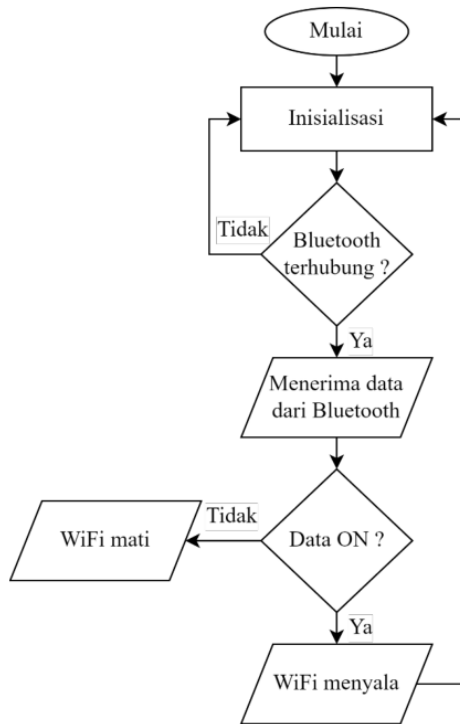 Mulai
Inisialisasi
Tidak
Bluetooth
terhubung ?
Ya
Menerima data
dari Bluetooth
Tidak
WiFi mati
Data ON ?
Ya
WiFi menyala